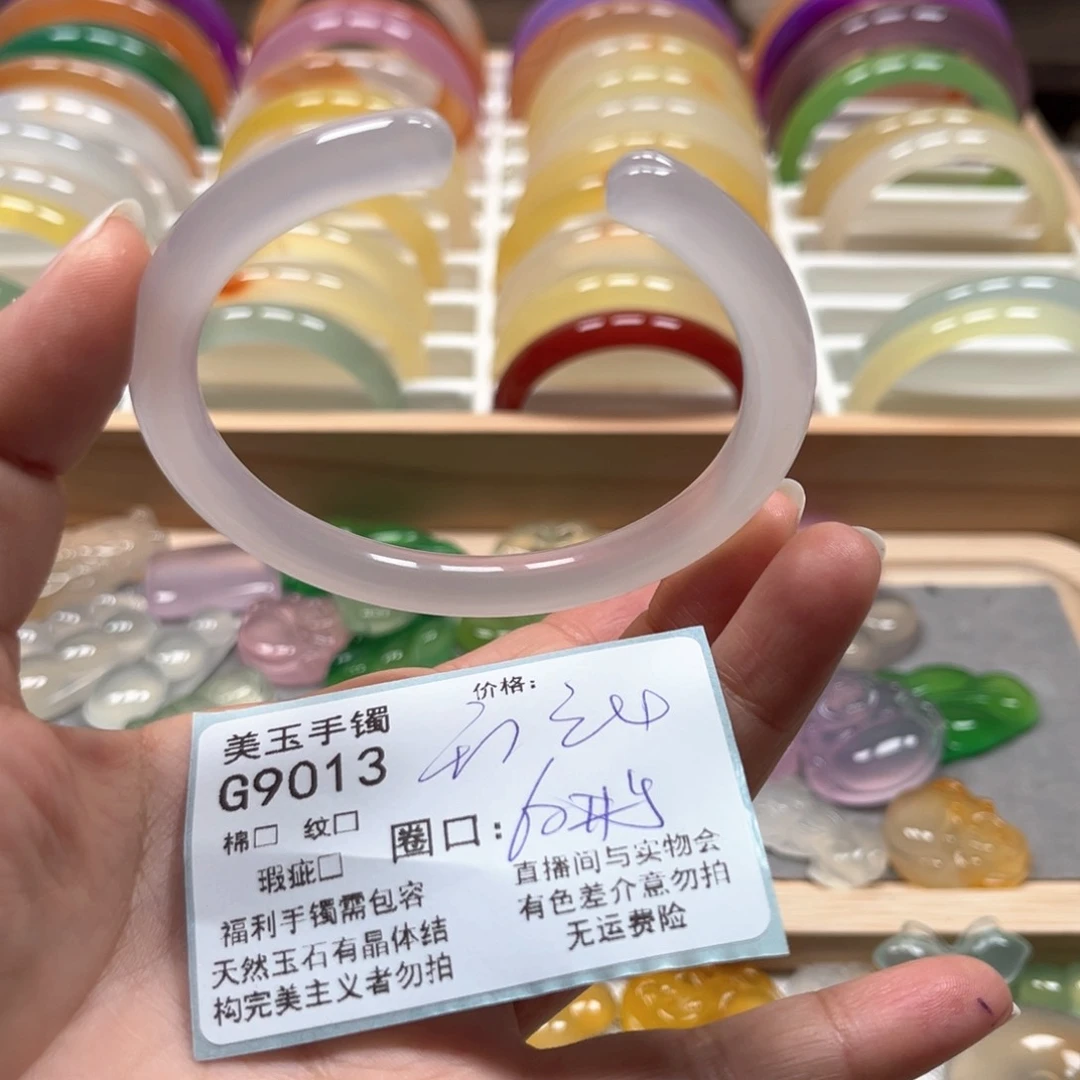 价格:
美玉手镯
G9013
棉□ 纹□
瑕疵□
圈口:
福利手镯需包容
天然玉石有晶体结
构完美主义者勿拍
直播间与实物会
有色差介意勿拍
无运费险